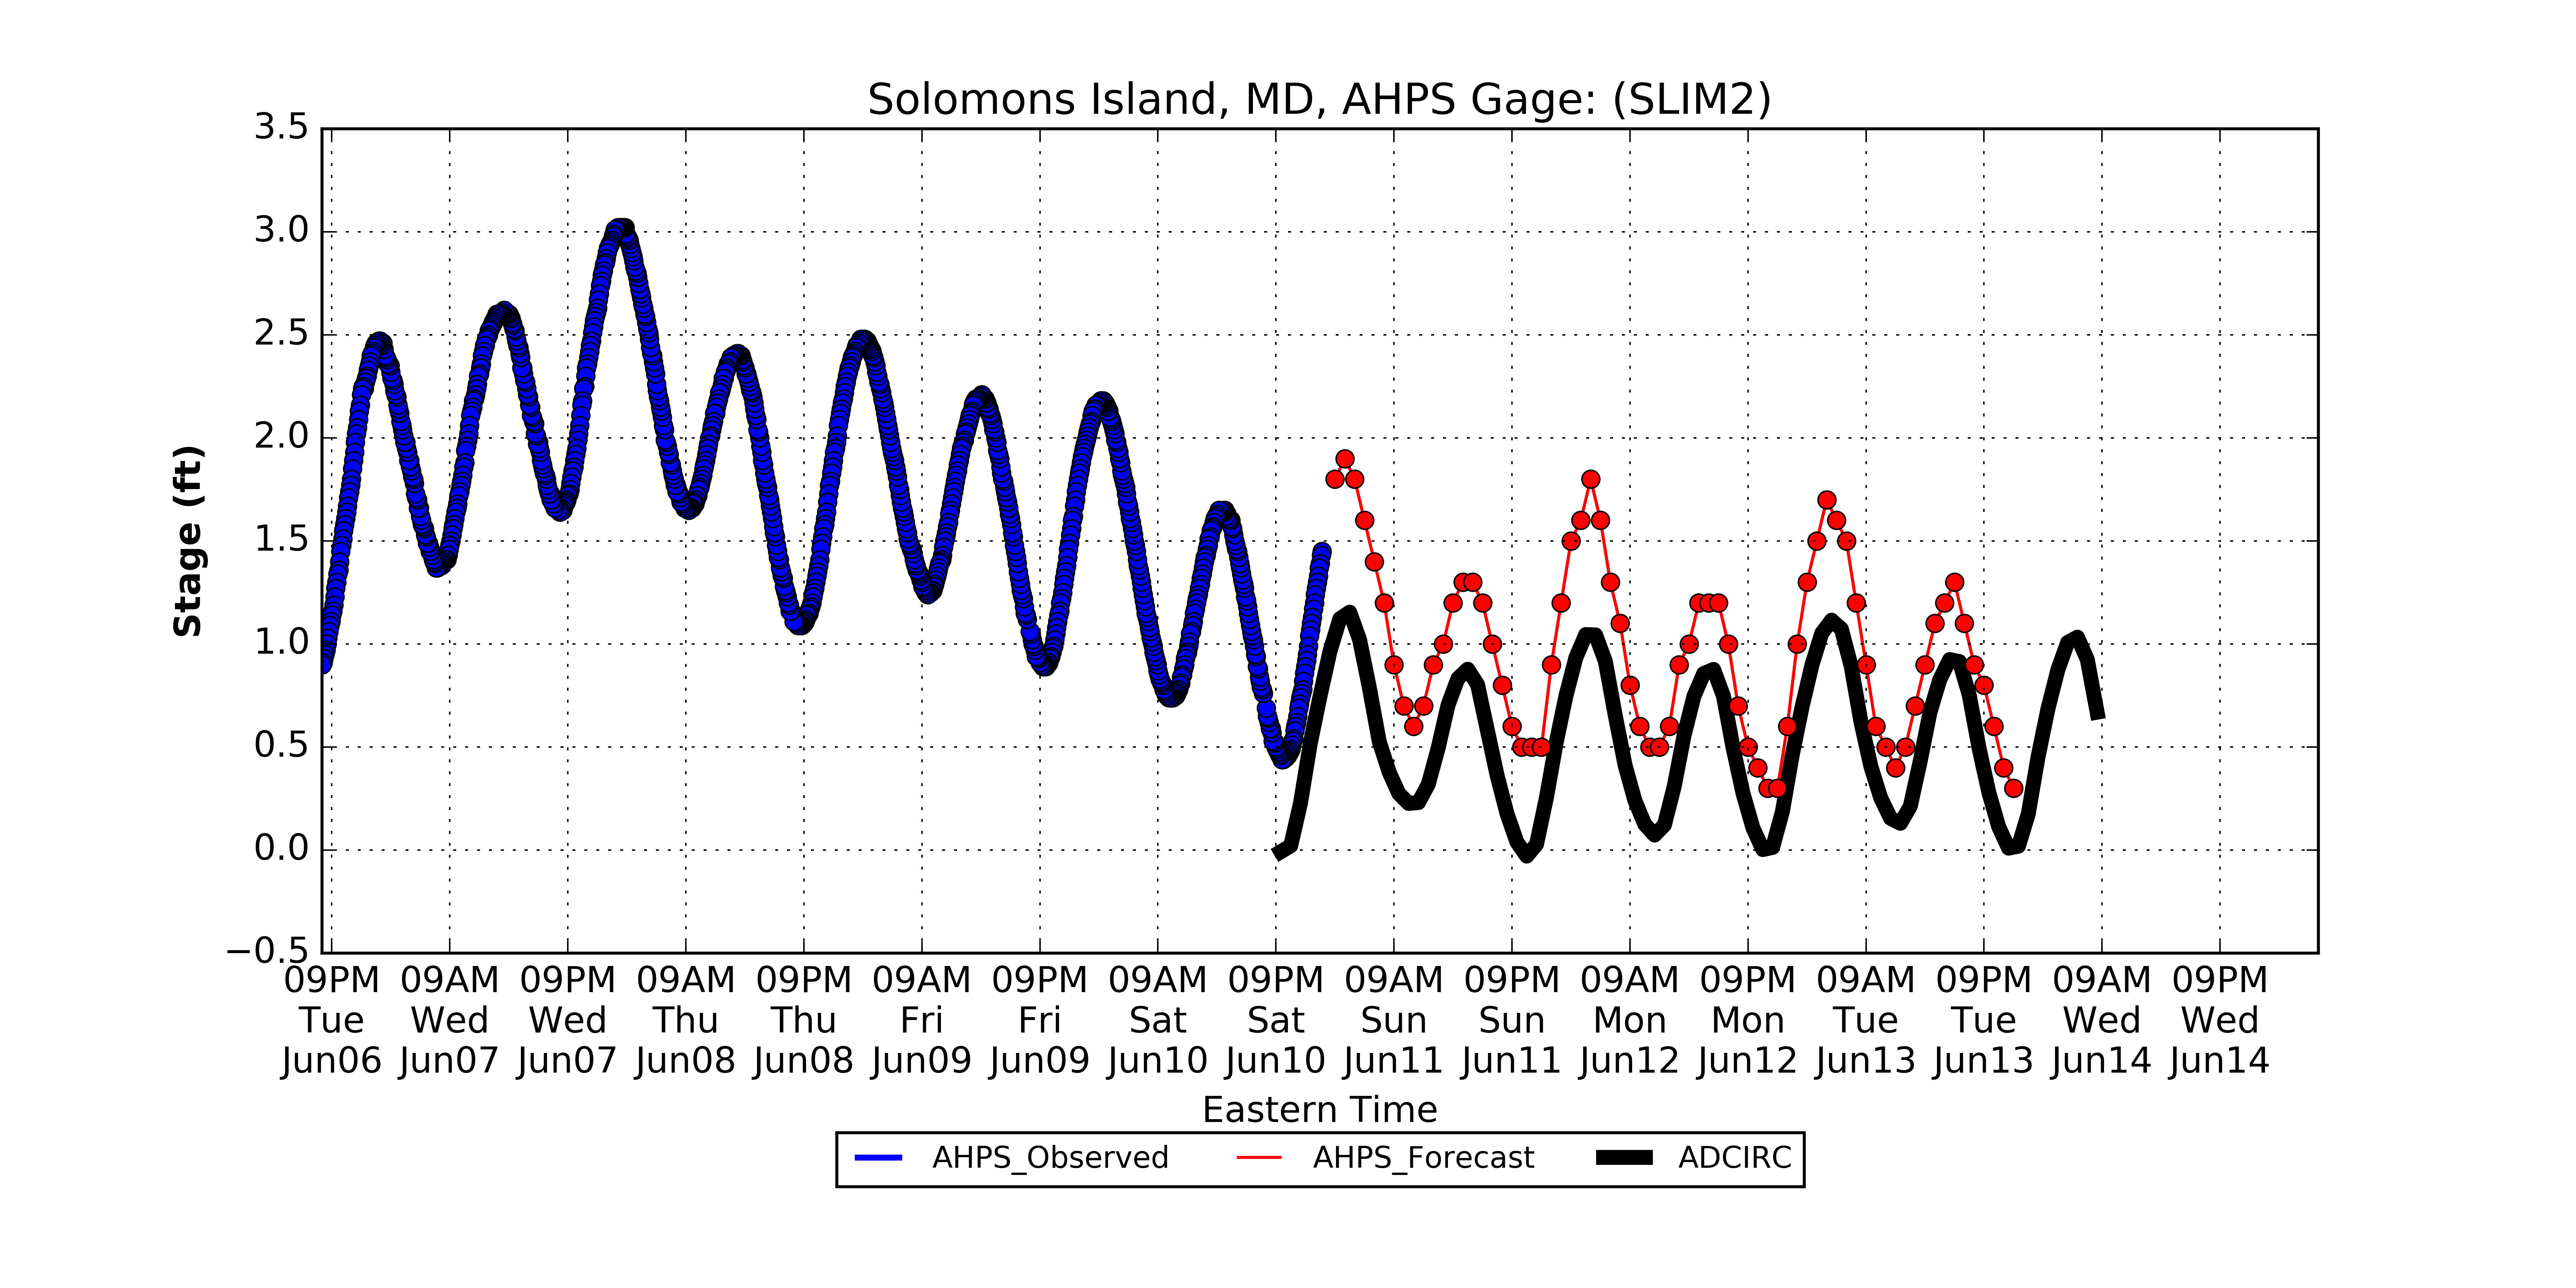 Solomons Island, MD, AHPS Gage: (SLIM2)
Stage (ft)
3.5
3.0
2.5
2.0
1.5
1.0
0.5
0.0
−0.5
09PM 09AM 09PM 09AM 09PM 09AM 09PM 09AM 09PM 09AM 09PM 09AM 09PM 09AM 09PM 09AM 09PM
Tue Wed Wed Thu Thu Fri Fri Sat Sat Sun Sun Mon Mon Tue Tue Wed Wed
Jun06 Jun07 Jun07 Jun08 Jun08 Jun09 Jun09 Jun10 Jun10 Jun11 Jun11 Jun12 Jun12 Jun13 Jun13 Jun14 Jun14
Eastern Time
AHPS_Observed AHPS_Forecast ADCIRC